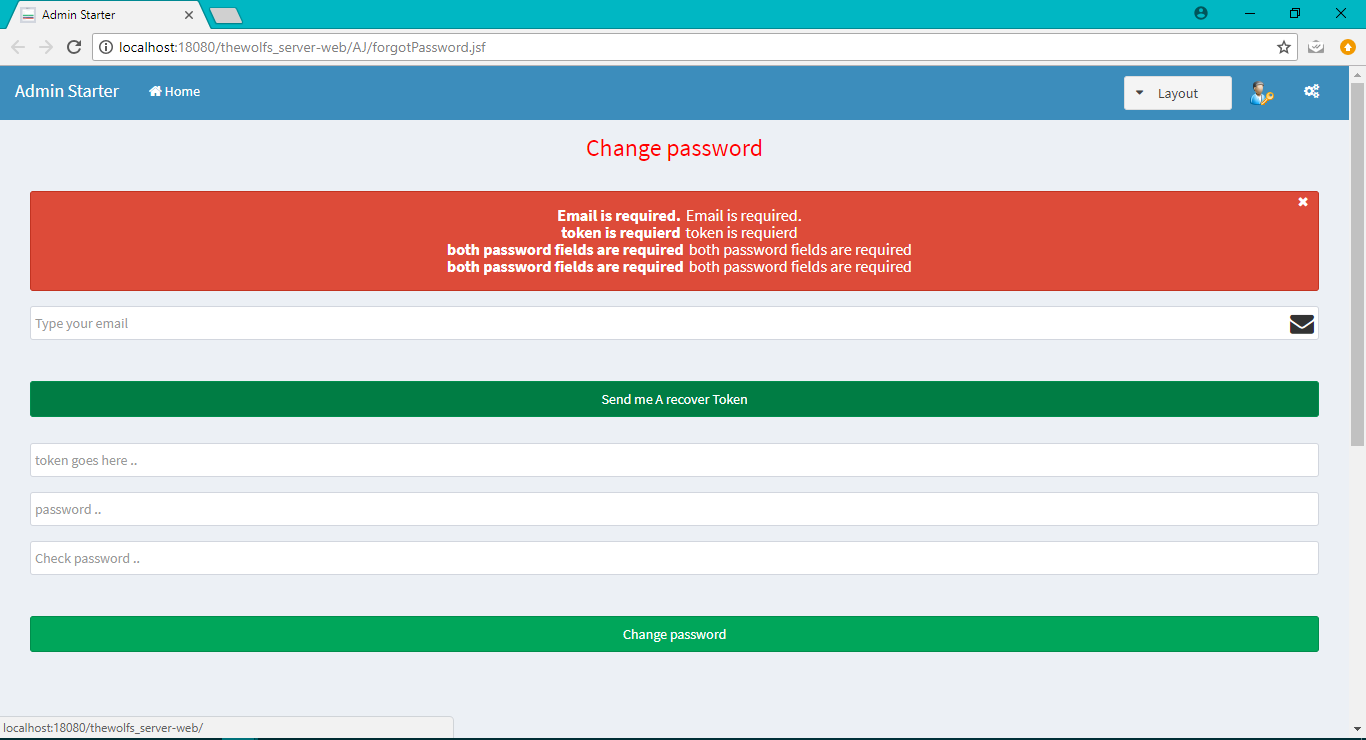 Admin Starter
localhost:18080/thewolfs_server-web/AJ/forgotPassword.jsf
Admin Starter Home Layout
Change password
Email is required. Email is required.
token is requierd token is requierd
both password fields are required both password fields are required
both password fields are required both password fields are required
Type your email
Send me A recover Token
token goes here ..
password ..
Check password ..
Change password
localhost:18080/thewolfs_server-web/